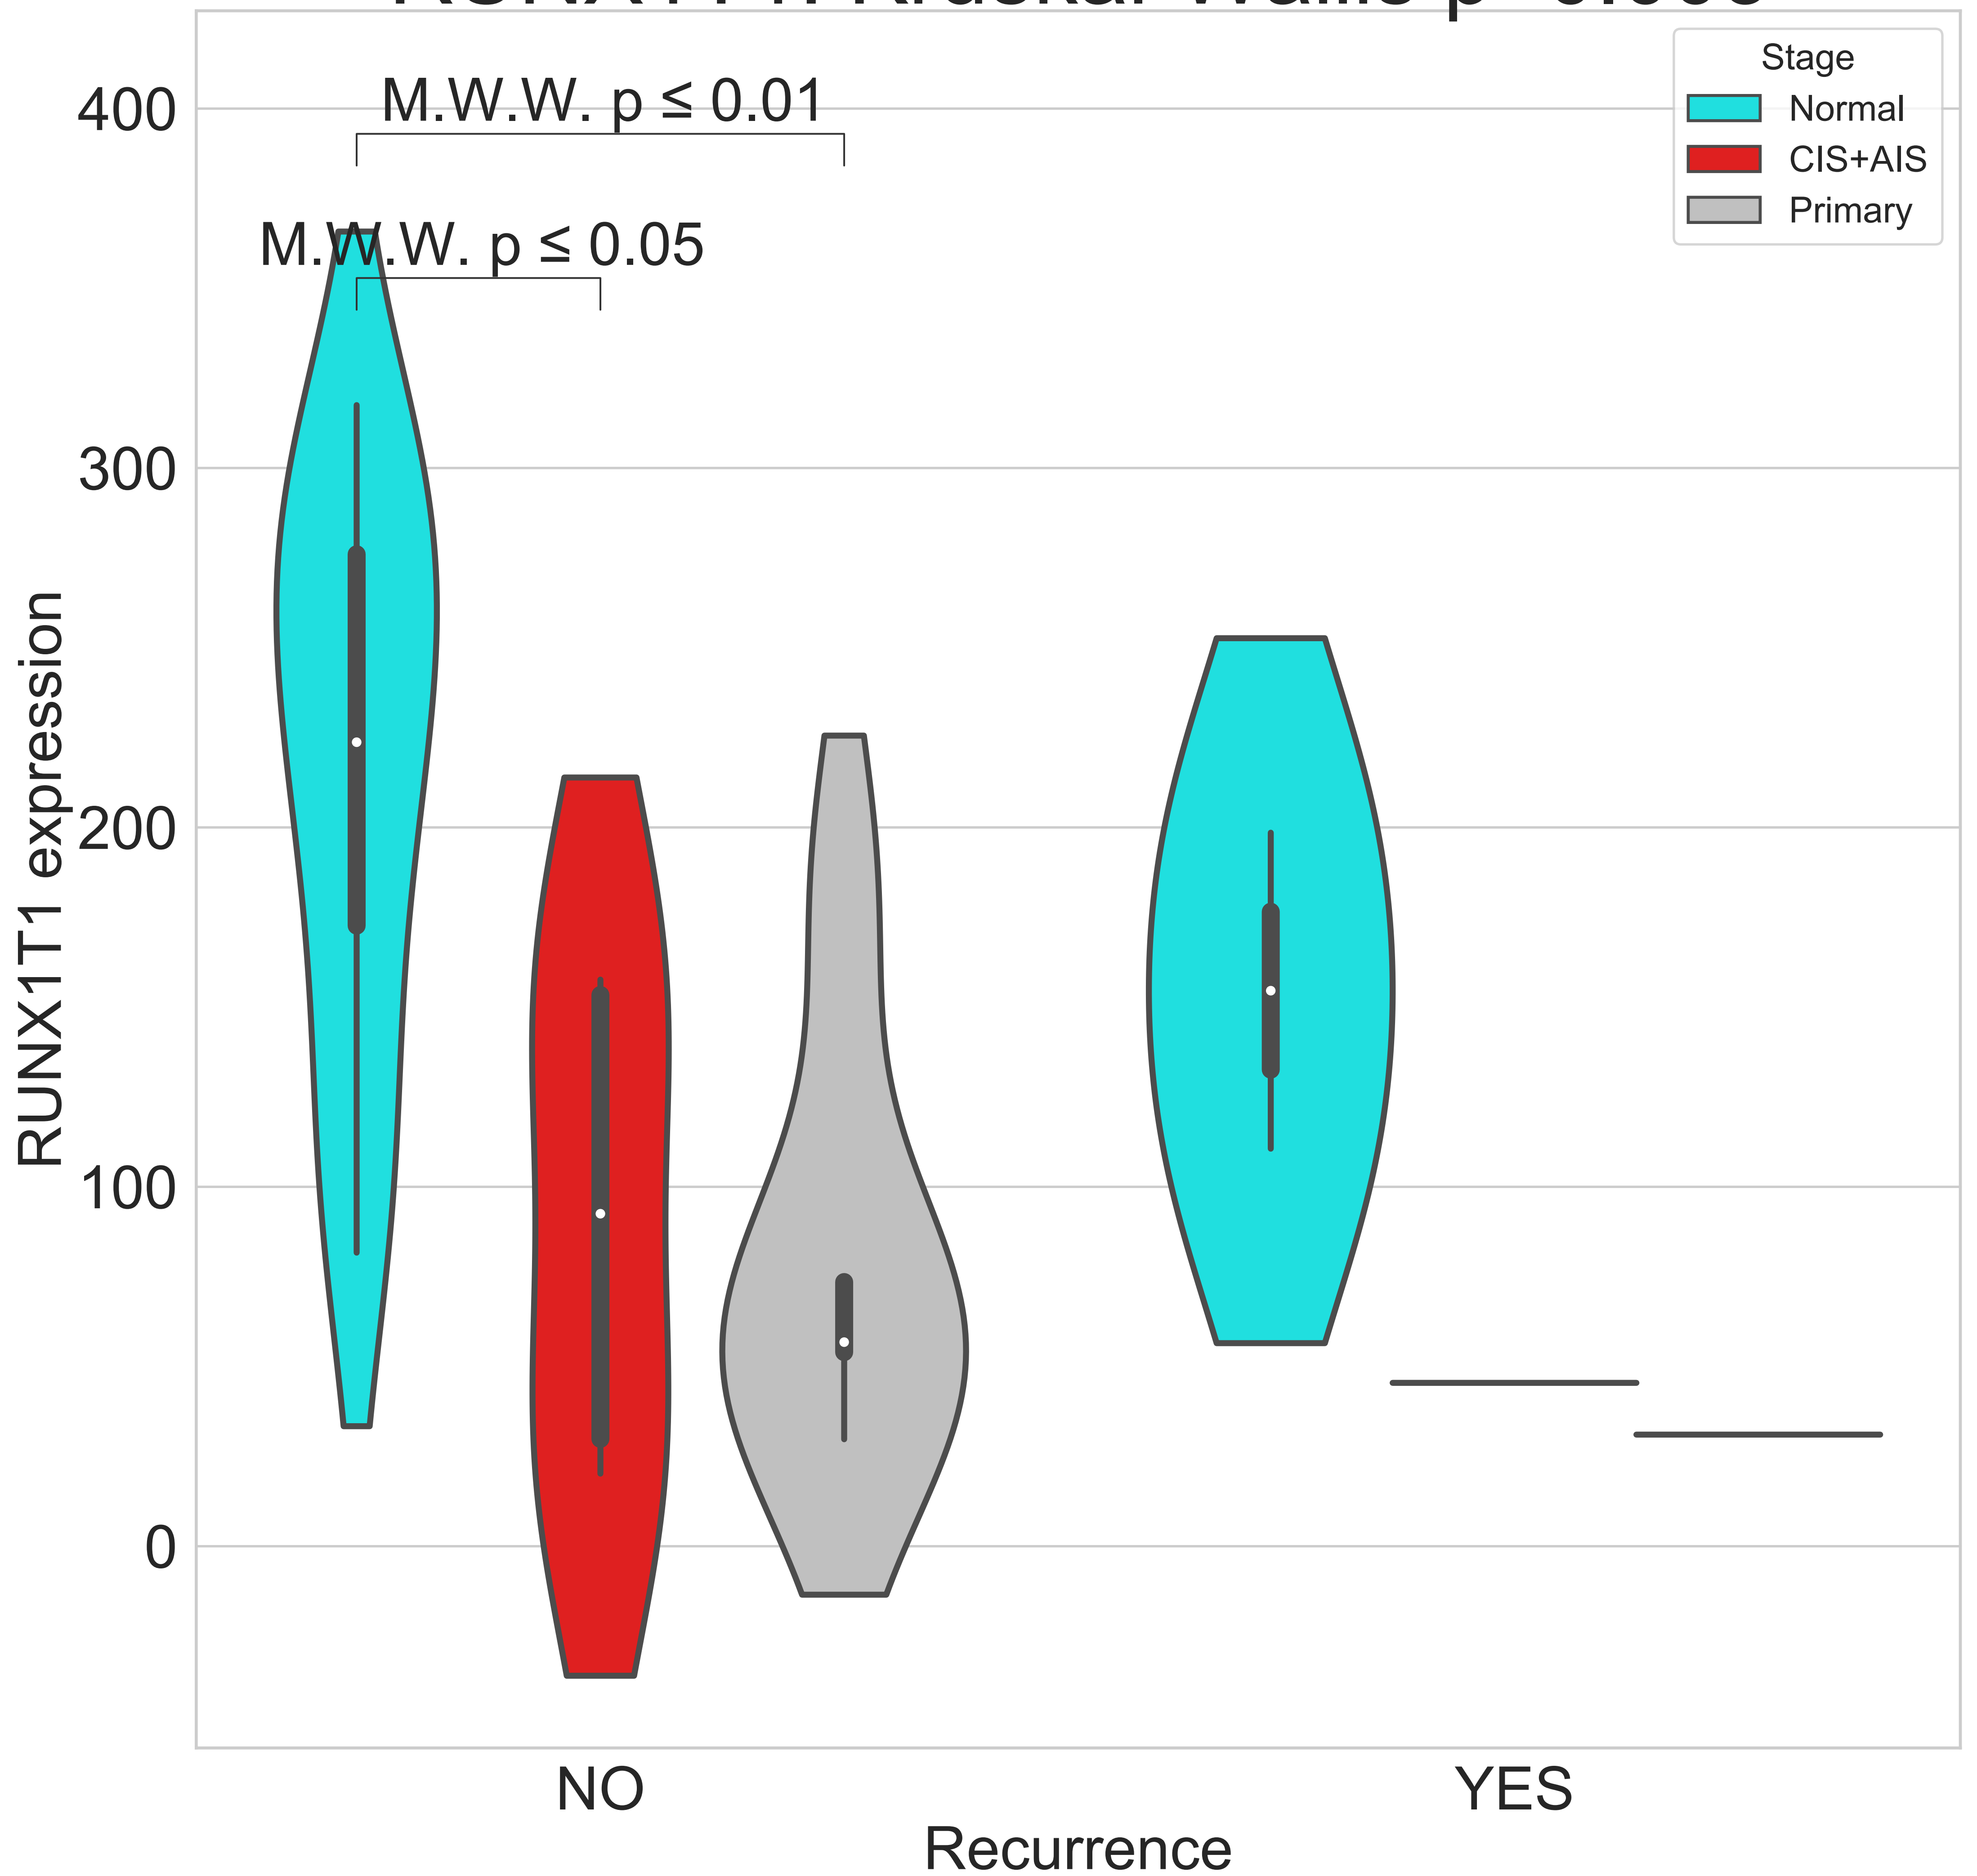 Stage
Normal
CIS+AIS
Primary
M.W.W. p ≤ 0.01
M.W.W. p ≤ 0.05
400
300
200
100
0
RUNX1T1 expression
NO
YES
Recurrence